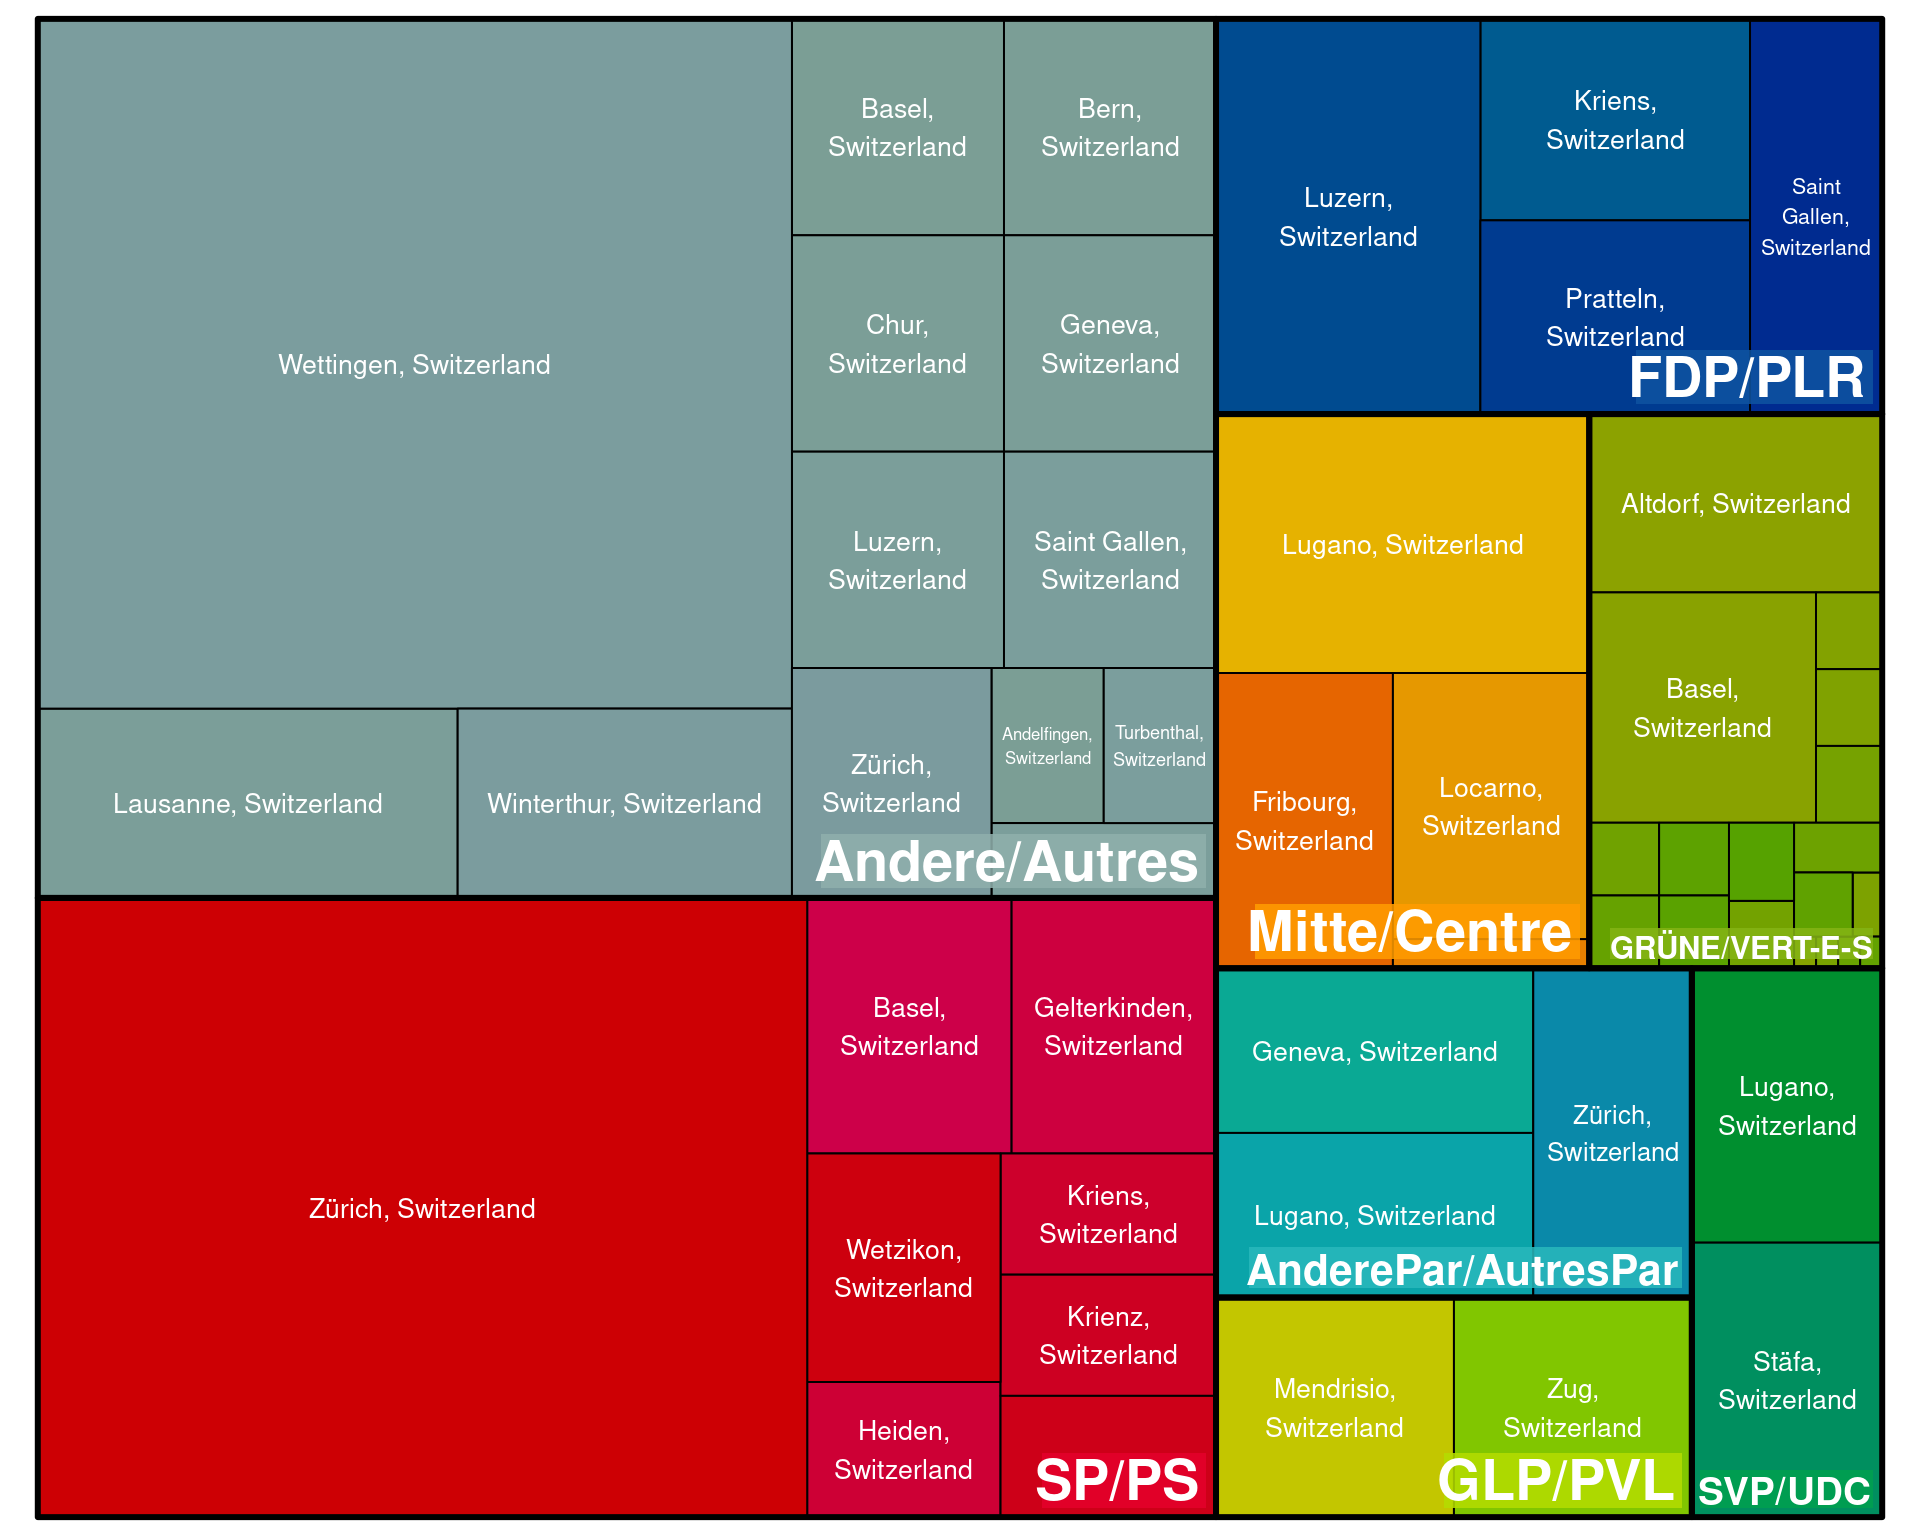 Wettingen, Switzerland
Lausanne, Switzerland
Winterthur, Switzerland
Basel,
Switzerland
Bern,
Switzerland
Chur,
Switzerland
Geneva,
Switzerland
Luzern,
Switzerland
Saint Gallen,
Switzerland
Zürich,
Switzerland
Andelfingen,
Switzerland
Turbenthal,
Switzerland
Andere/Autres
Zürich, Switzerland
Basel,
Switzerland
Gelterkinden,
Switzerland
Wetzikon,
Switzerland
Kriens,
Switzerland
Krienz,
Switzerland
Heiden,
Switzerland
SP/PS
Luzern,
Switzerland
Kriens,
Switzerland
Pratteln,
Switzerland
Saint
Gallen,
Switzerland
FDP/PLR
Lugano, Switzerland
Fribourg,
Switzerland
Locarno,
Switzerland
Mitte/Centre
Altdorf, Switzerland
Basel,
Switzerland
GRÜNE/VERT-E-S
Geneva, Switzerland
Lugano, Switzerland
Zürich,
Switzerland
AnderePar/AutresPar
Mendrisio,
Switzerland
Zug,
Switzerland
GLP/PVL
Lugano,
Switzerland
Stäfa,
Switzerland
SVP/UDC